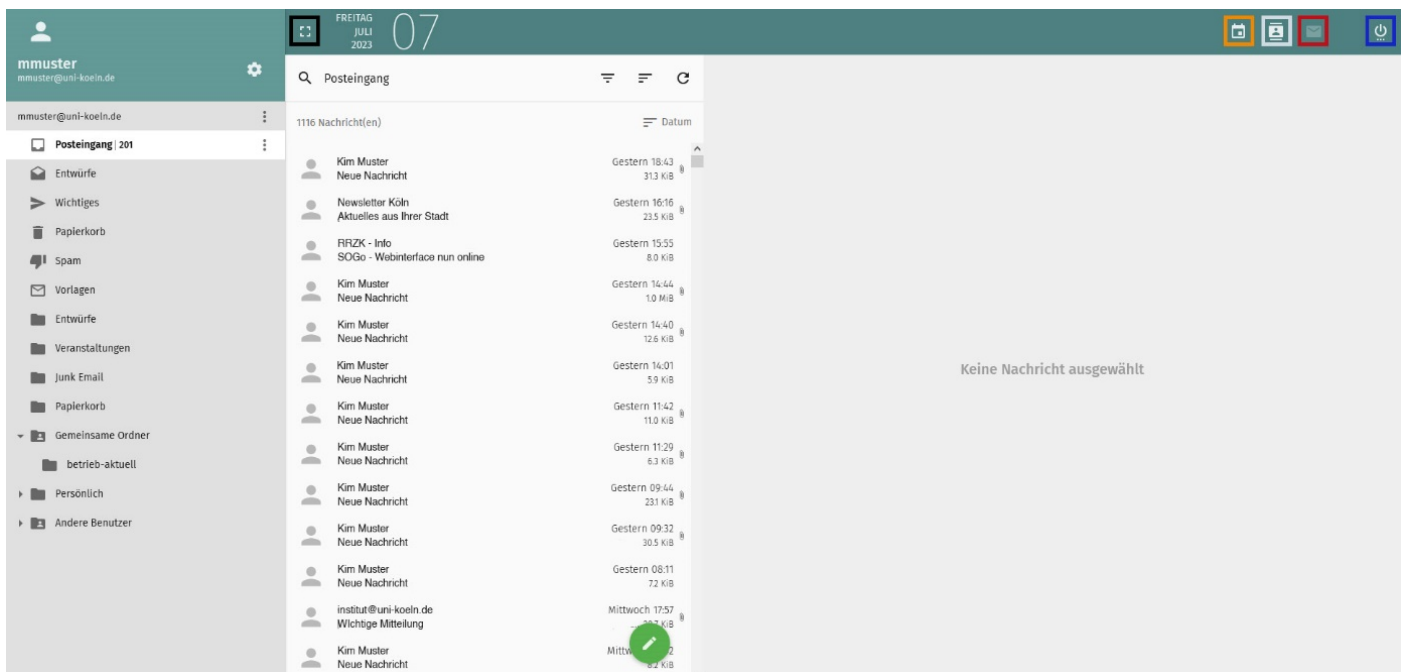 mmuster
mmuster@uni-koeln.de
FREITAG
JULI
2023
07
mmuster@uni-koeln.de
Posteingang | 201
Entwürfe
Wichtiges
Papierkorb
Spam
Vorlagen
Entwürfe
Veranstaltungen
Junk Email
Papierkorb
Gemeinsame Ordner
betrieb-aktuell
Persönlich
Andere Benutzer
Posteingang
1116 Nachricht(en) Datum
Kim Muster Gestern 18:43
Neue Nachricht 31.3 KiB
Newsletter Köln Gestern 16:16
Aktuelles aus Ihrer Stadt 23.5 KiB
RRZK - Info Gestern 15:55
SOGo - Webinterface nun online 8.0 KiB
Kim Muster Gestern 14:44
Neue Nachricht 1.0 MiB
Kim Muster Gestern 14:40
Neue Nachricht 12.6 KiB
Kim Muster Gestern 14:01
Neue Nachricht 5.9 KiB
Kim Muster Gestern 11:42
Neue Nachricht 11.0 KiB
Kim Muster Gestern 11:29
Neue Nachricht 6.3 KiB
Kim Muster Gestern 09:44
Neue Nachricht 23.1 KiB
Kim Muster Gestern 09:32
Neue Nachricht 30.5 KiB
Kim Muster Gestern 08:11
Neue Nachricht 7.2 KiB
institut@uni-koeln.de Mittwoch 17:57
Wichtige Mitteilung KiB
Kim Muster
Neue Nachricht 8.2 KiB
Keine Nachricht ausgewählt